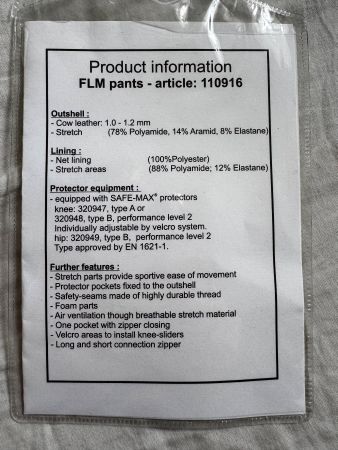 Product information
FLM pants - article: 110916
Outshell :
- Cow leather: 1.0 - 1.2 mm
- Stretch (78% Polyamide, 14% Aramid, 8% Elastane)
Lining :
- Net lining (100%Polyester)
- Stretch areas (88% Polyamide; 12% Elastane)
Protector equipment :
- equipped with SAFE-MAX® protectors
knee: 320947, type A or
320948, type B, performance level 2
Individually adjustable by velcro system.
hip: 320949, type B, performance level 2
Type approved by EN 1621-1.
Further features :
- Stretch parts provide sportive ease of movement
- Protector pockets fixed to the outshell
- Safety-seams made of highly durable thread
- Foam parts
- Air ventilation though breathable stretch material
- One pocket with zipper closing
- Velcro areas to install knee-sliders
- Long and short connection zipper